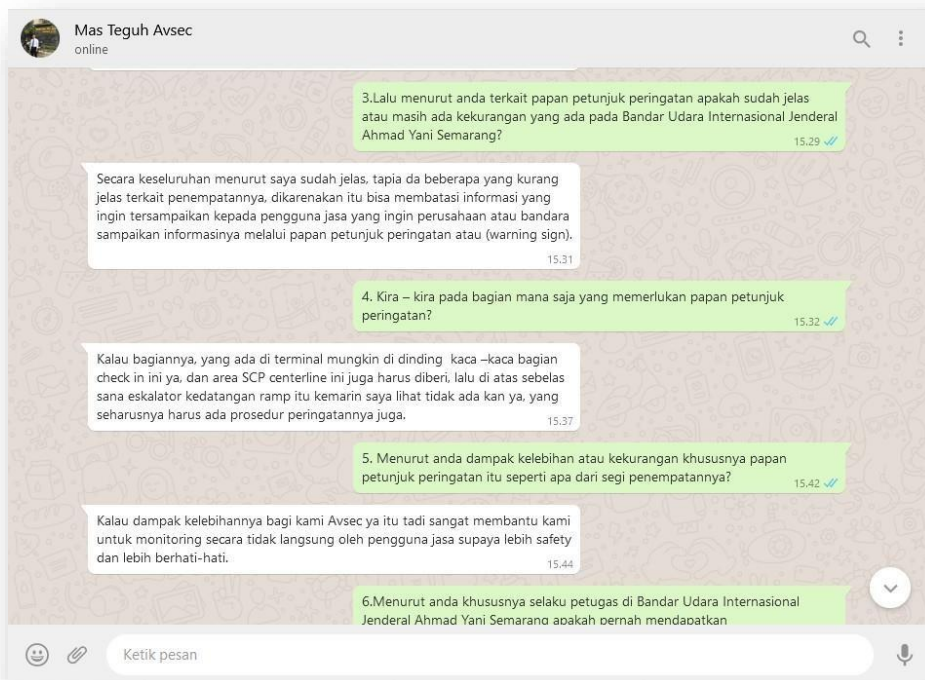 Mas Teguh Avsec
online
3.Lalu menurut anda terkait papan petunjuk peringatan apakah sudah jelas
atau masih ada kekurangan yang ada pada Bandar Udara Internasional Jenderal
Ahmad Yani Semarang?
15.29
Secara keseluruhan menurut saya sudah jelas, tapia da beberapa yang kurang
jelas terkait penempatannya, dikarenakan itu bisa membatasi informasi yang
ingin tersampaikan kepada pengguna jasa yang ingin perusahaan atau bandara
sampaikan informasinya melalui papan petunjuk peringatan atau (warning sign).
15.31
4. Kira – kira pada bagian mana saja yang memerlukan papan petunjuk
peringatan?
15.32
Kalau bagiannya, yang ada di terminal mungkin di dinding kaca –kaca bagian
check in ini ya, dan area SCP centerline ini juga harus diberi, lalu di atas sebelas
sana eskalator kedatangan ramp itu kemarin saya lihat tidak ada kan ya, yang
seharusnya harus ada prosedur peringatannya juga.
15.37
5. Menurut anda dampak kelebihan atau kekurangan khususnya papan
petunjuk peringatan itu seperti apa dari segi penempatannya?
15.42
Kalau dampak kelebihannya bagi kami Avsec ya itu tadi sangat membantu kami
untuk monitoring secara tidak langsung oleh pengguna jasa supaya lebih safety
dan lebih berhati-hati.
15.44
6.Menurut anda khususnya selaku petugas di Bandar Udara Internasional
Jenderal Ahmad Yani Semarang apakah pernah mendapatkan
Ketik pesan